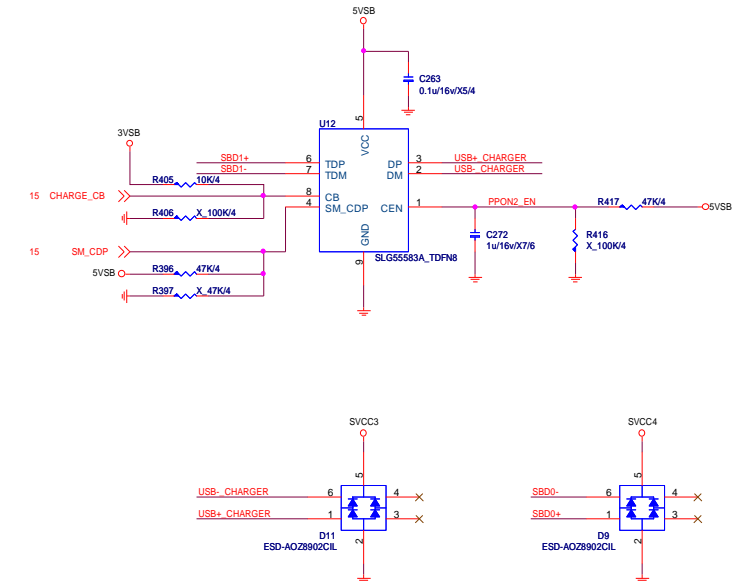 5VSB
C263
0.1u/16v/X5/4
U12
5
VCC
3VSB
SBD1+ 6 TDP DP 3 USB+_CHARGER
SBD1- 7 TDM DM 2 USB-_CHARGER
R405 10K/4
15 CHARGE_CB 8 CB
4 SM_CDP CEN 1 PPON2_EN R417 47K/4 5VSB
R406 X_100K/4
C272
1u/16v/X7/6
R416
X_100K/4
GND
SLG55583A_TDFN8
9
15 SM_CDP
5VSB R396 47K/4
R397 X_47K/4
SVCC3 SVCC4
5 5
USB-_CHARGER 6 4 SBD0- 6 4
USB+_CHARGER 1 3 SBD0+ 1 3
D11 2 D9 2
ESD-AOZ8902CIL ESD-AOZ8902CIL